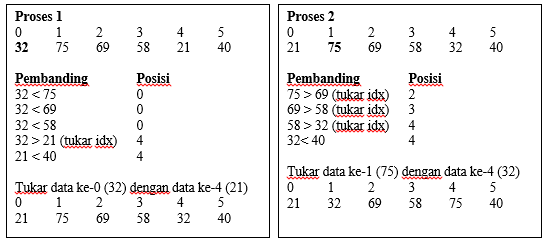 Proses 1
0 1 2 3 4 5
32 75 69 58 21 40
Pembanding Posisi
32 < 75 0
32 < 69 0
32 < 58 0
32 > 21 (tukar idx) 4
21 < 40 4
Tukar data ke-0 (32) dengan data ke-4 (21)
0 1 2 3 4 5
21 75 69 58 32 40
Proses 2
0 1 2 3 4 5
21 75 69 58 32 40
Pembanding Posisi
75 > 69 (tukar idx) 2
69 > 58 (tukar idx) 3
58 > 32 (tukar idx) 4
32< 40 4
Tukar data ke-1 (75) dengan data ke-4 (32)
0 1 2 3 4 5
21 32 69 58 75 40